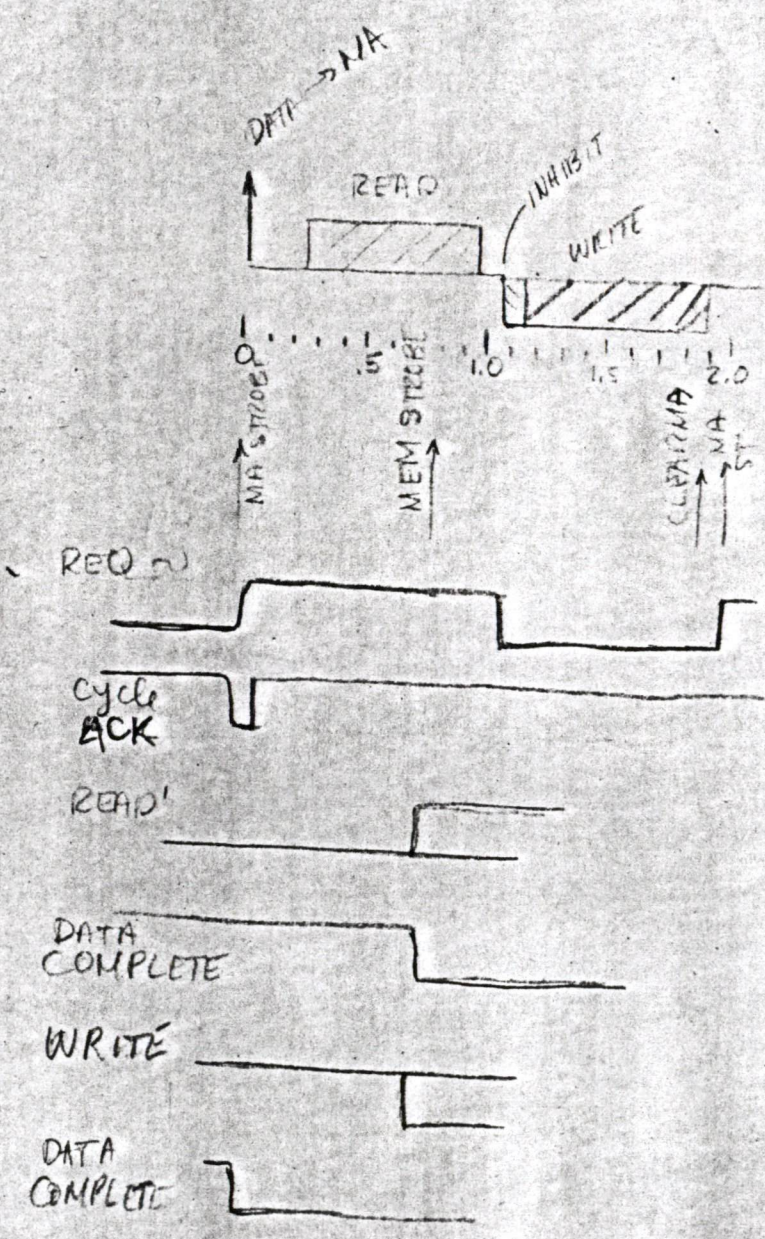 DATA → MA
READ
INHIBIT
WRITE
0 .5 1.0 1.5 2.0
MA STROBE
MEM STROBE
CLEAR MA
MA
ST
REQ ~
Cycle
ACK
READ'
DATA
COMPLETE
WRITE
DATA
COMPLETE